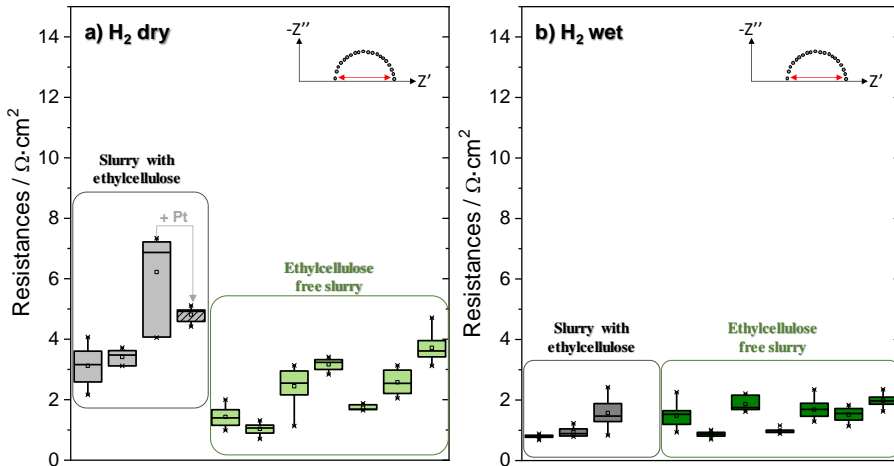 a) H2 dry
-Z''
Z'
Resistances / Ω·cm2
14
12
10
8
6
4
2
0
Slurry with
ethylcellulose
+ Pt
Ethylcellulose
free slurry
b) H2 wet
-Z''
Z'
Resistances / Ω·cm2
14
12
10
8
6
4
2
0
Slurry with
ethylcellulose
Ethylcellulose
free slurry